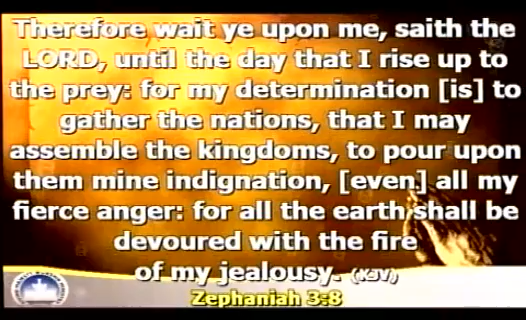 Therefore wait ye upon me, saith the
LORD, until the day that I rise up to
the prey: for my determination [is] to
gather the nations, that I may
assemble the kingdoms, to pour upon
them mine indignation, [even] all my
fierce anger: for all the earth shall be
devoured with the fire
of my jealousy. (KJV)
Zephaniah 3:8